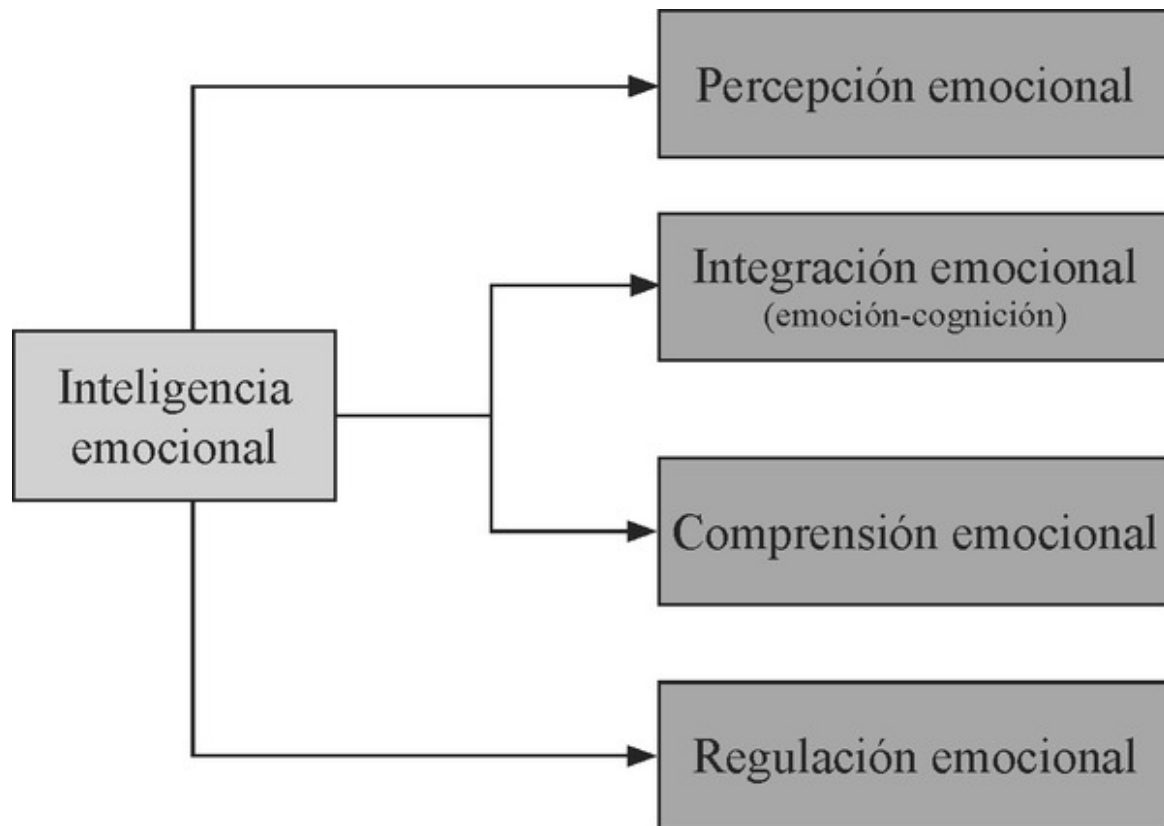 Percepción emocional
Integración emocional
(emoción-cognición)
Inteligencia
emocional
Comprensión emocional
Regulación emocional